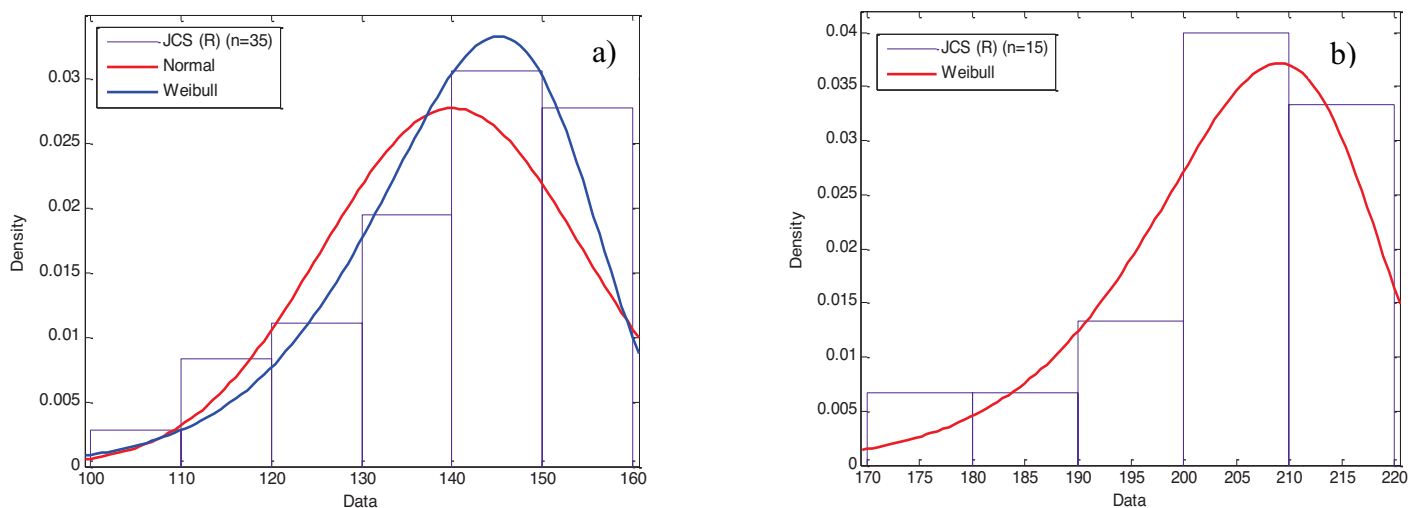 JCS (R) (n=35)
Normal
Weibull
a)
0.03
0.025
0.02
0.015
0.01
0.005
0
Density
100 110 120 130 140 150 160
Data
JCS (R) (n=15)
Weibull
b)
0.04
0.035
0.03
0.025
0.02
0.015
0.01
0.005
0
Density
170 175 180 185 190 195 200 205 210 215 220
Data